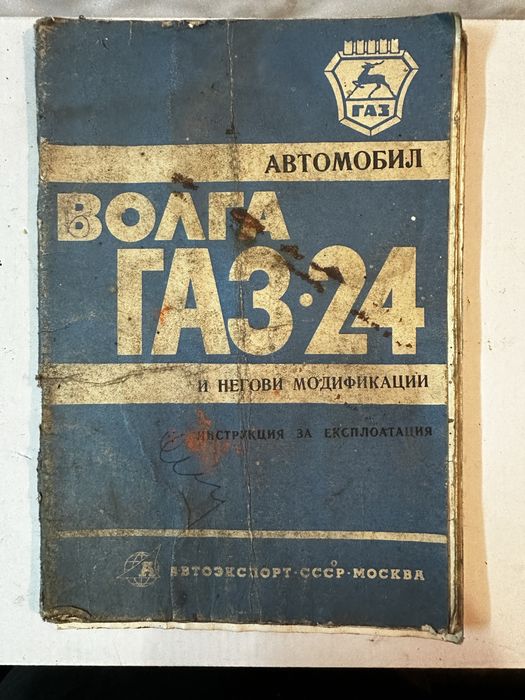 ГАЗ
АВТОМОБИЛ
ВОЛГА
ГАЗ·24
И НЕГОВИ МОДИФИКАЦИИ
ИНСТРУКЦИЯ ЗА ЕКСПЛОАТАЦИЯ
А АВТОЭКСПОРТ·СССР·МОСКВА